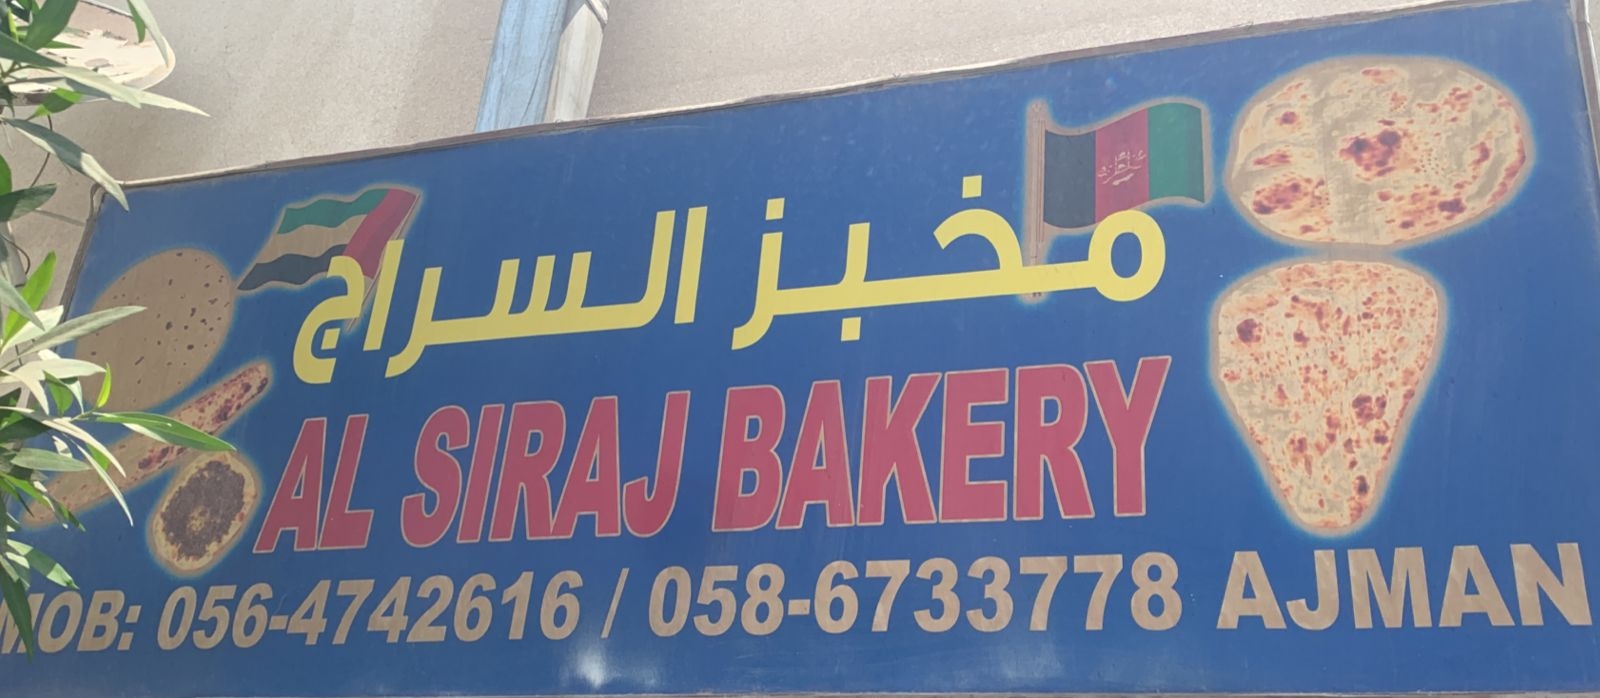 مخبز السراج
AL SIRAJ BAKERY
MOB: 056-4742616 / 058-6733778 AJMAN